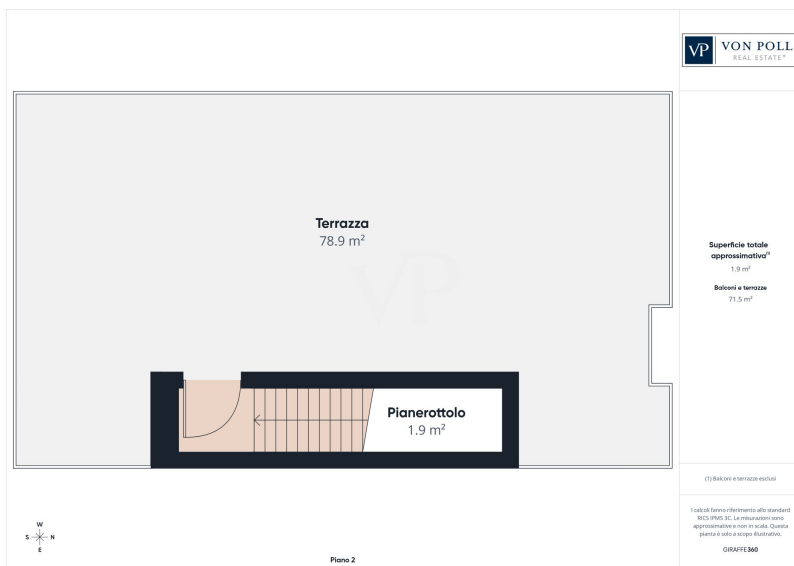 VP VON POLL
REAL ESTATE®
Terrazza
78.9 m²
VP
Pianerottolo
1.9 m²
Superficie totale
approssimativa⁽¹⁾
1.9 m²
Balconi e terrazze
71.5 m²
(1) Balconi e terrazze esclusi
I calcoli fanno riferimento allo standard
RICS IPMS 3C. Le misurazioni sono
approssimative e non in scala. Questa
pianta è solo a scopo illustrativo.
GIRAFFE360
W
S N
E
Piano 2